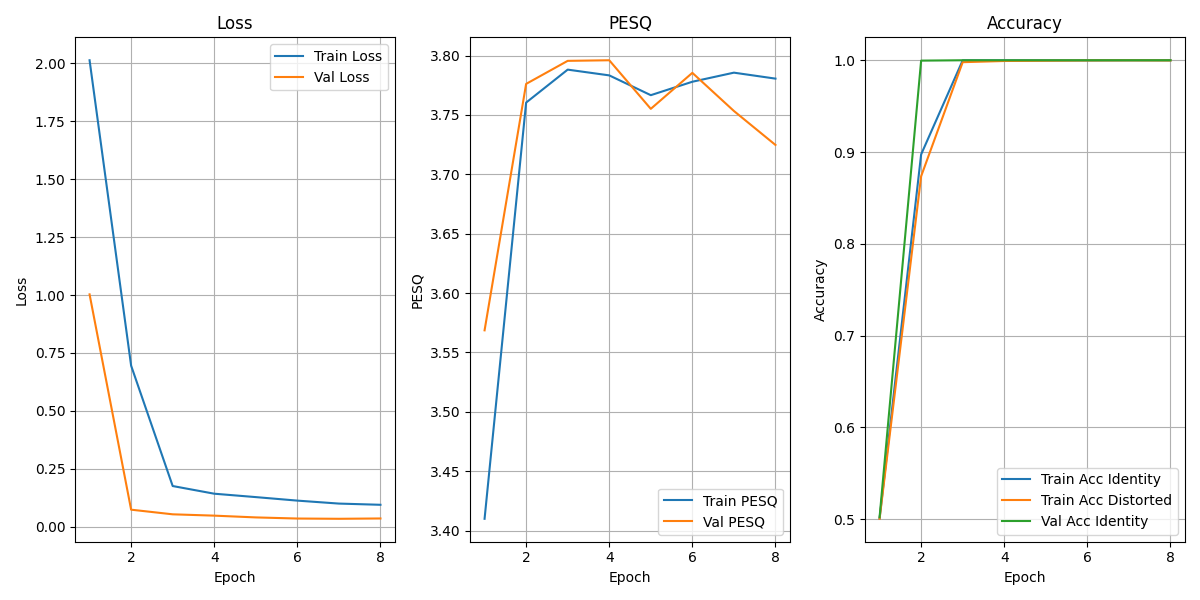 Loss
2.00
1.75
1.50
1.25
1.00
0.75
0.50
0.25
0.00
Loss
2 4 6 8
Epoch
Train Loss
Val Loss
PESQ
3.80
3.75
3.70
3.65
3.60
3.55
3.50
3.45
3.40
PESQ
2 4 6 8
Epoch
Train PESQ
Val PESQ
Accuracy
1.0
0.9
0.8
0.7
0.6
0.5
Accuracy
2 4 6 8
Epoch
Train Acc Identity
Train Acc Distorted
Val Acc Identity